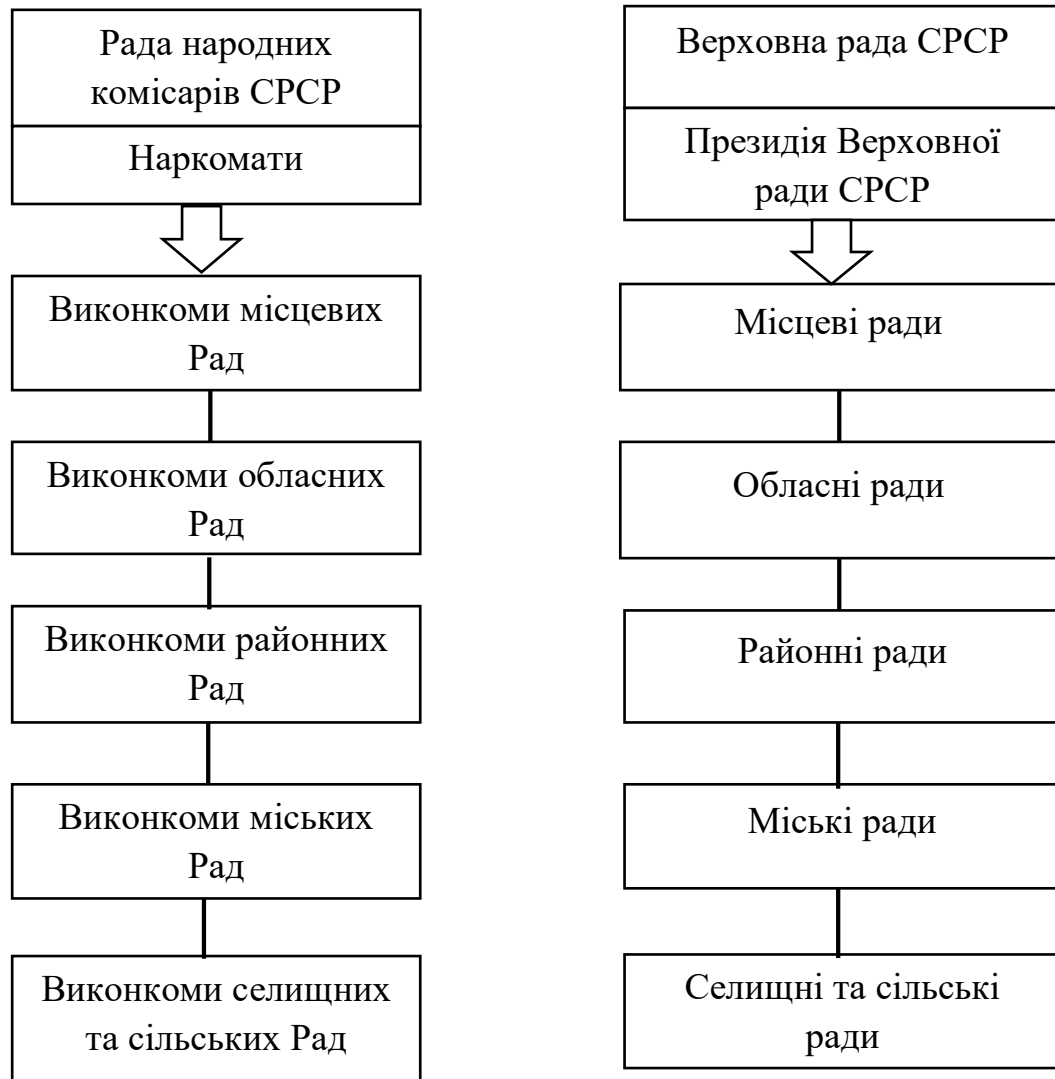 Рада народних
комісарів СРСР
Наркомати
Виконкоми місцевих
Рад
Виконкоми обласних
Рад
Виконкоми районних
Рад
Виконкоми міських
Рад
Виконкоми селищних
та сільських Рад
Верховна рада СРСР
Президія Верховної
ради СРСР
Місцеві ради
Обласні ради
Районні ради
Міські ради
Селищні та сільські
ради